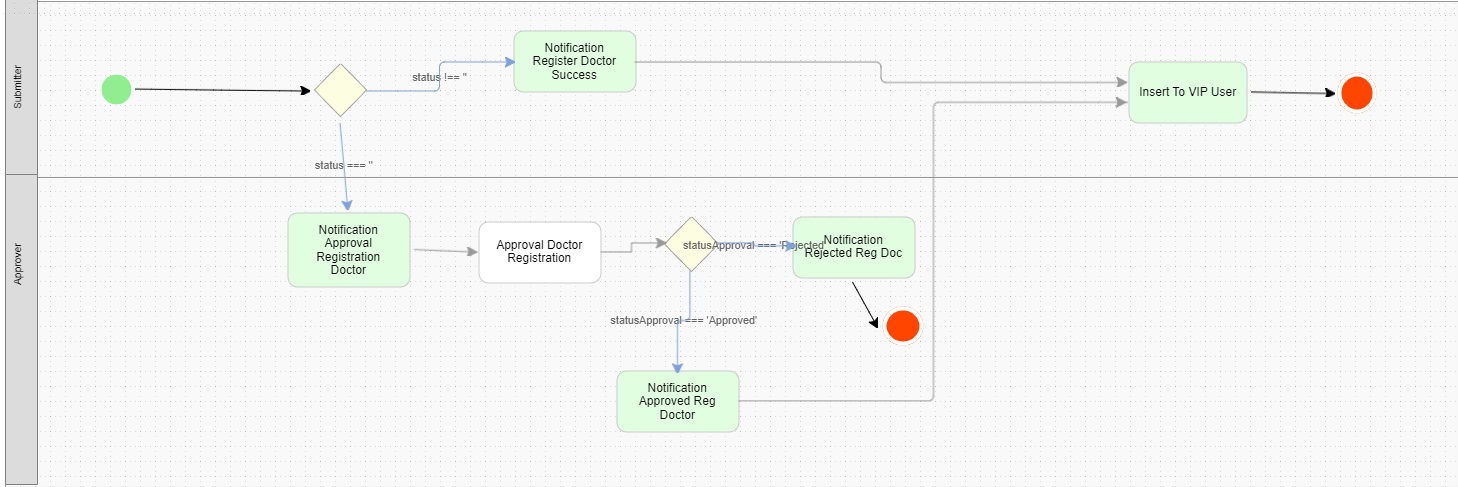 Submitter
Notification
Register Doctor
Success
status !== ''
Insert To VIP User
status === ''
Approver
Notification
Approval
Registration
Doctor
Approval Doctor
Registration
statusApproval === 'Rejected'
Notification
Rejected Reg Doc
statusApproval === 'Approved'
Notification
Approved Reg
Doctor